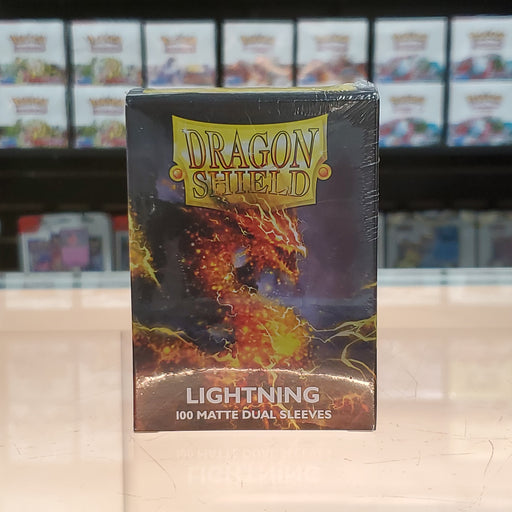 DRAGON
SHIELD
LIGHTNING
100 MATTE DUAL SLEEVES